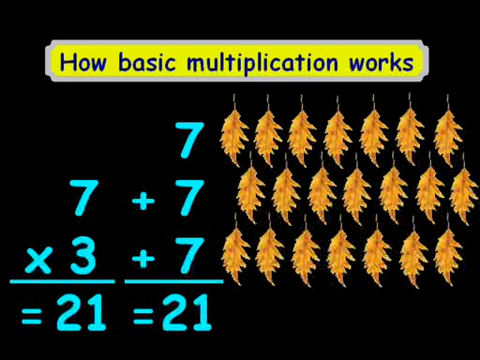 How basic multiplication works
7
7 + 7
x 3 + 7
= 21 = 21